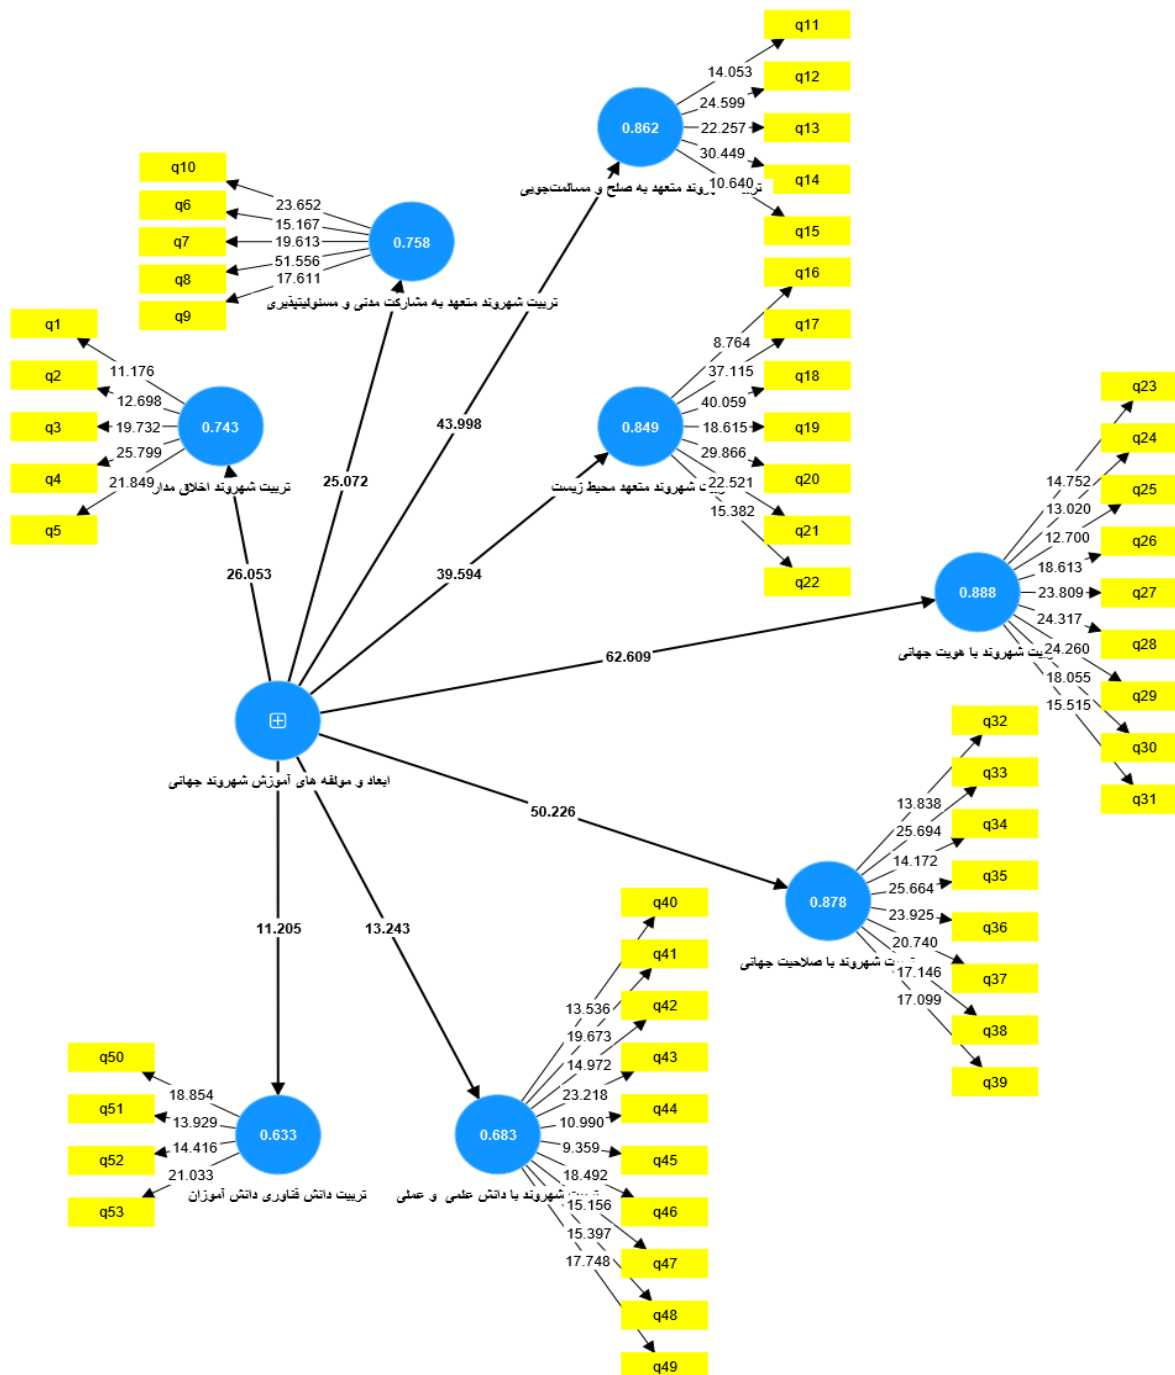 q11
14.053
q12
24.599
0.862
22.257
q13
30.449
q14
10.640
شهروند متعهد به صلح و مسالمت‌جویی
q15
q10
23.652
q6
15.167
q7
19.613
0.758
q8
51.556
q9
17.611
تربیت شهروند متعهد به مشارکت مدنی و مسئولیتپذیری
q16
8.764
q17
37.115
q18
40.059
0.849
18.615
q19
29.866
q20
22.521
شهروند متعهد محیط زیست
15.382
q21
q22
q1
11.176
q2
12.698
q3
19.732
0.743
q4
25.799
21.849
تربیت شهروند اخلاق مدار
q5
43.998
25.072
26.053
39.594
q23
q24
14.752
q25
13.020
12.700
q26
18.613
0.888
23.809
q27
24.317
q28
24.260
شهروند با هویت جهانی
18.055
q29
15.515
q30
q31
62.609
ابعاد و مولفه های آموزش شهروند جهانی
50.226
q32
q33
13.838
q34
25.694
14.172
q35
25.664
0.878
23.925
q36
20.740
q37
17.146
شهروند با صلاحیت جهانی
17.099
q38
q39
11.205
13.243
q40
q41
13.536
q42
19.673
14.972
q43
23.218
q44
10.990
0.683
9.359
q45
18.492
q46
15.156
شهروند با دانش علمی و عملی
15.397
q47
17.748
q48
q49
q50
18.854
q51
13.929
0.633
14.416
q52
21.033
q53
تربیت دانش فناوری دانش آموزان